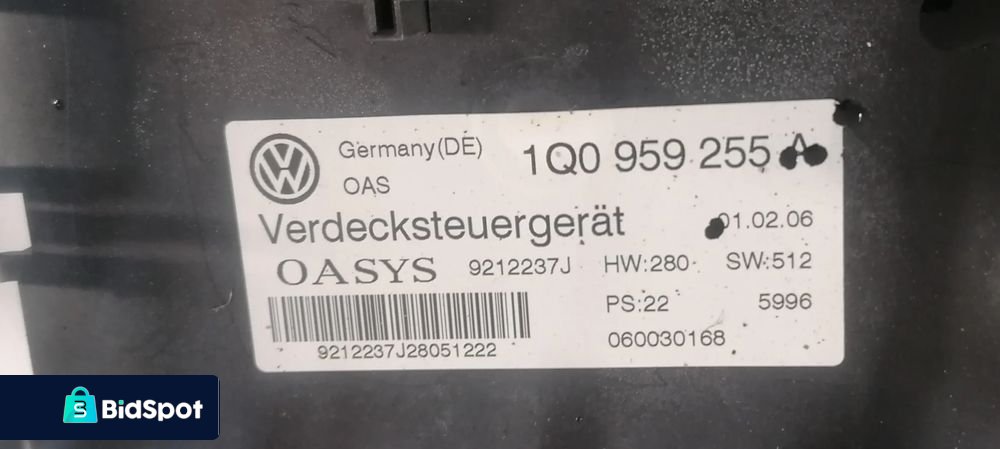 Germany(DE)
1Q0 959 255 A
OAS
Verdecksteuergerät
01.02.06
OASYS 9212237J HW:280 SW:512
PS:22 5996
9212237J28051222
060030168
BidSpot